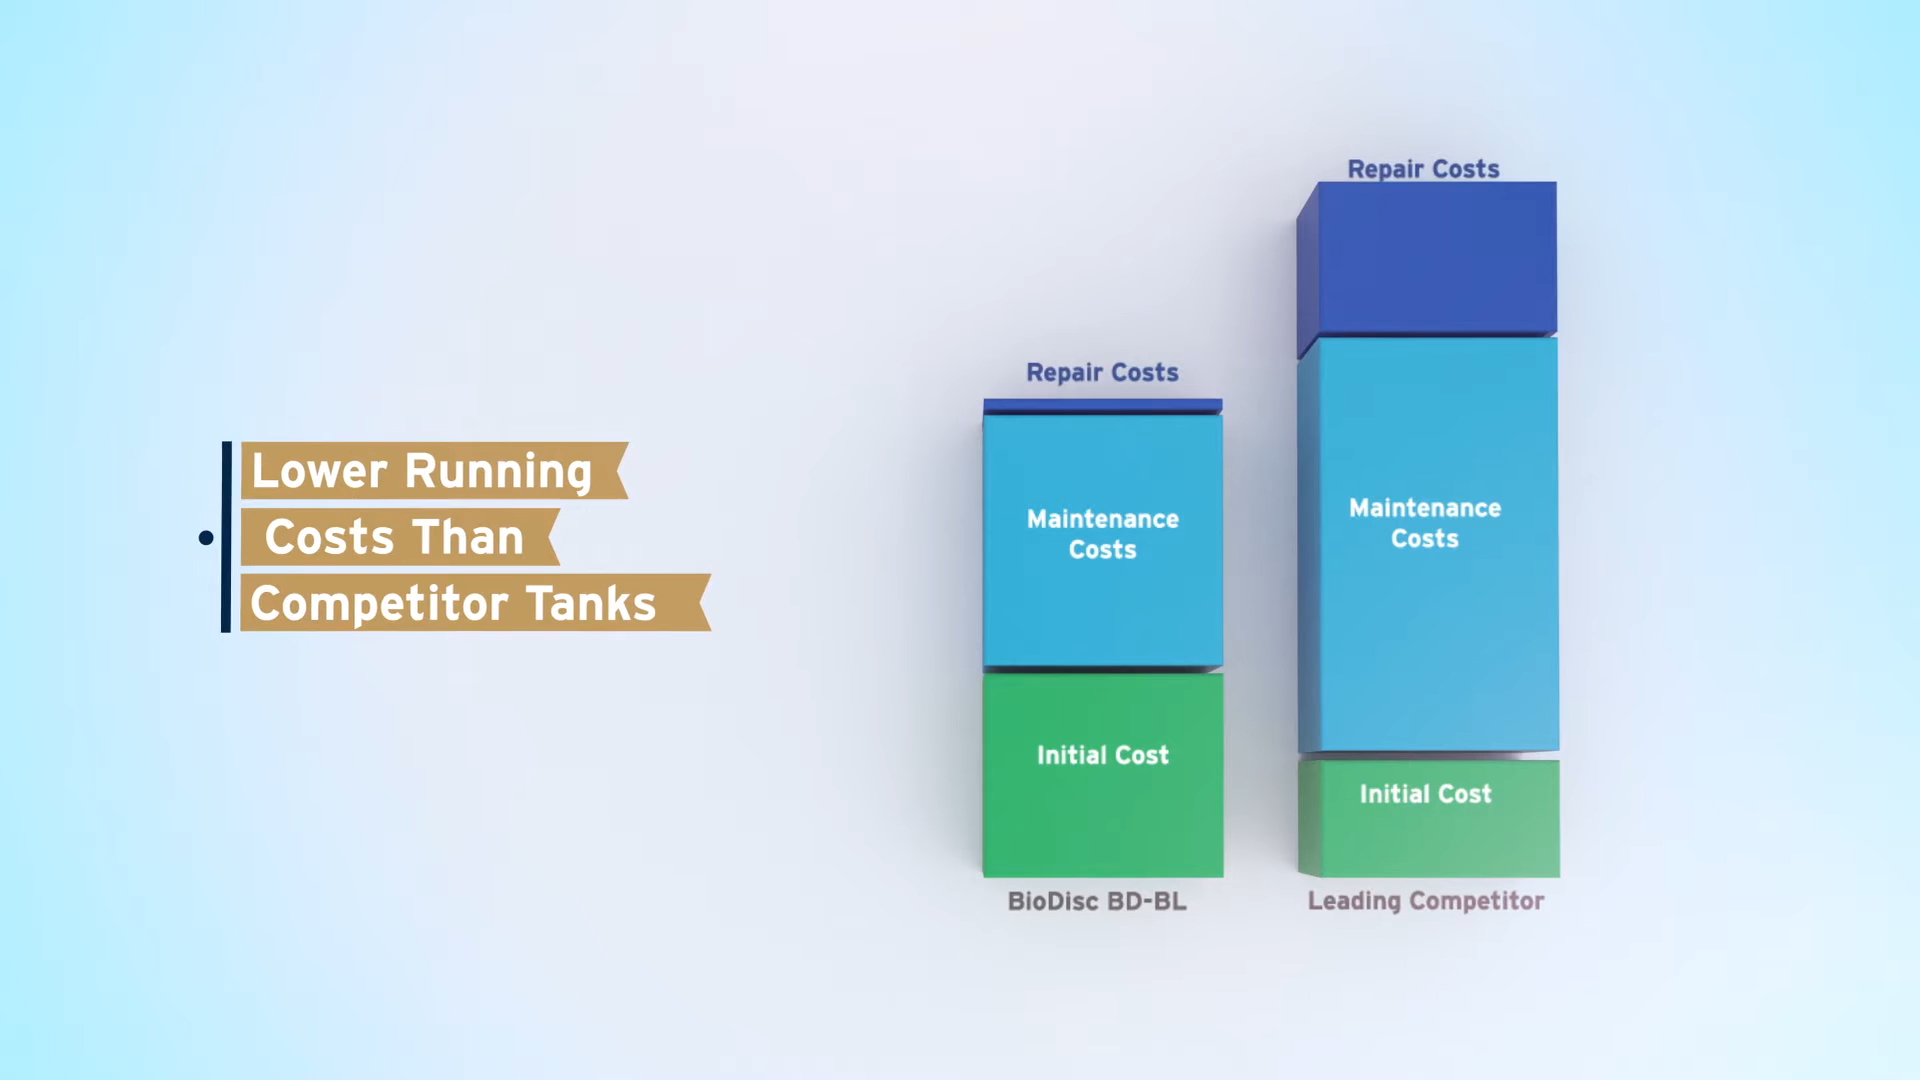 Lower Running
Costs Than
Competitor Tanks
Repair Costs
Maintenance
Costs
Initial Cost
BioDisc BD-BL
Repair Costs
Maintenance
Costs
Initial Cost
Leading Competitor